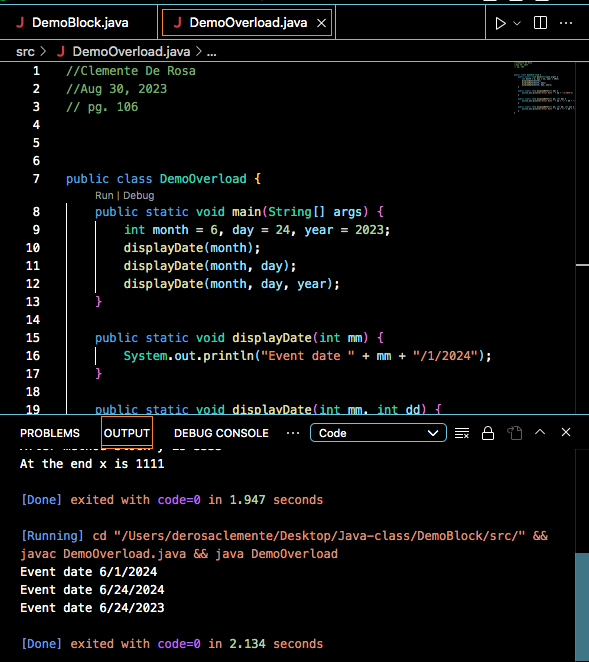 DemoBlock.java
DemoOverload.java
src > DemoOverload.java > ...
1 //Clemente De Rosa
2 //Aug 30, 2023
3 // pg. 106
4
5
6
7 public class DemoOverload {
Run | Debug
8 public static void main(String[] args) {
9 int month = 6, day = 24, year = 2023;
10 displayDate(month);
11 displayDate(month, day);
12 displayDate(month, day, year);
13 }
14
15 public static void displayDate(int mm) {
16 System.out.println("Event date " + mm + "/1/2024");
17 }
18
19 public static void displayDate(int mm, int dd) {
PROBLEMS OUTPUT DEBUG CONSOLE ... Code
At the end x is 1111
[Done] exited with code=0 in 1.947 seconds
[Running] cd "/Users/derosaclemente/Desktop/Java-class/DemoBlock/src/" &&
javac DemoOverload.java && java DemoOverload
Event date 6/1/2024
Event date 6/24/2024
Event date 6/24/2023
[Done] exited with code=0 in 2.134 seconds